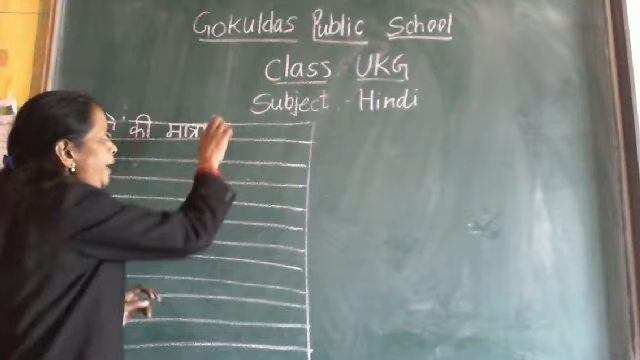 Gokuldas Public School
Class UKG
Subject - Hindi
की मात्रा